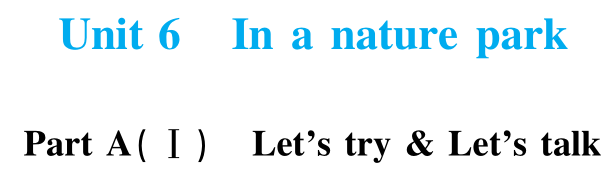 Unit 6 In a nature park
Part A(Ⅰ) Let's try & Let's talk